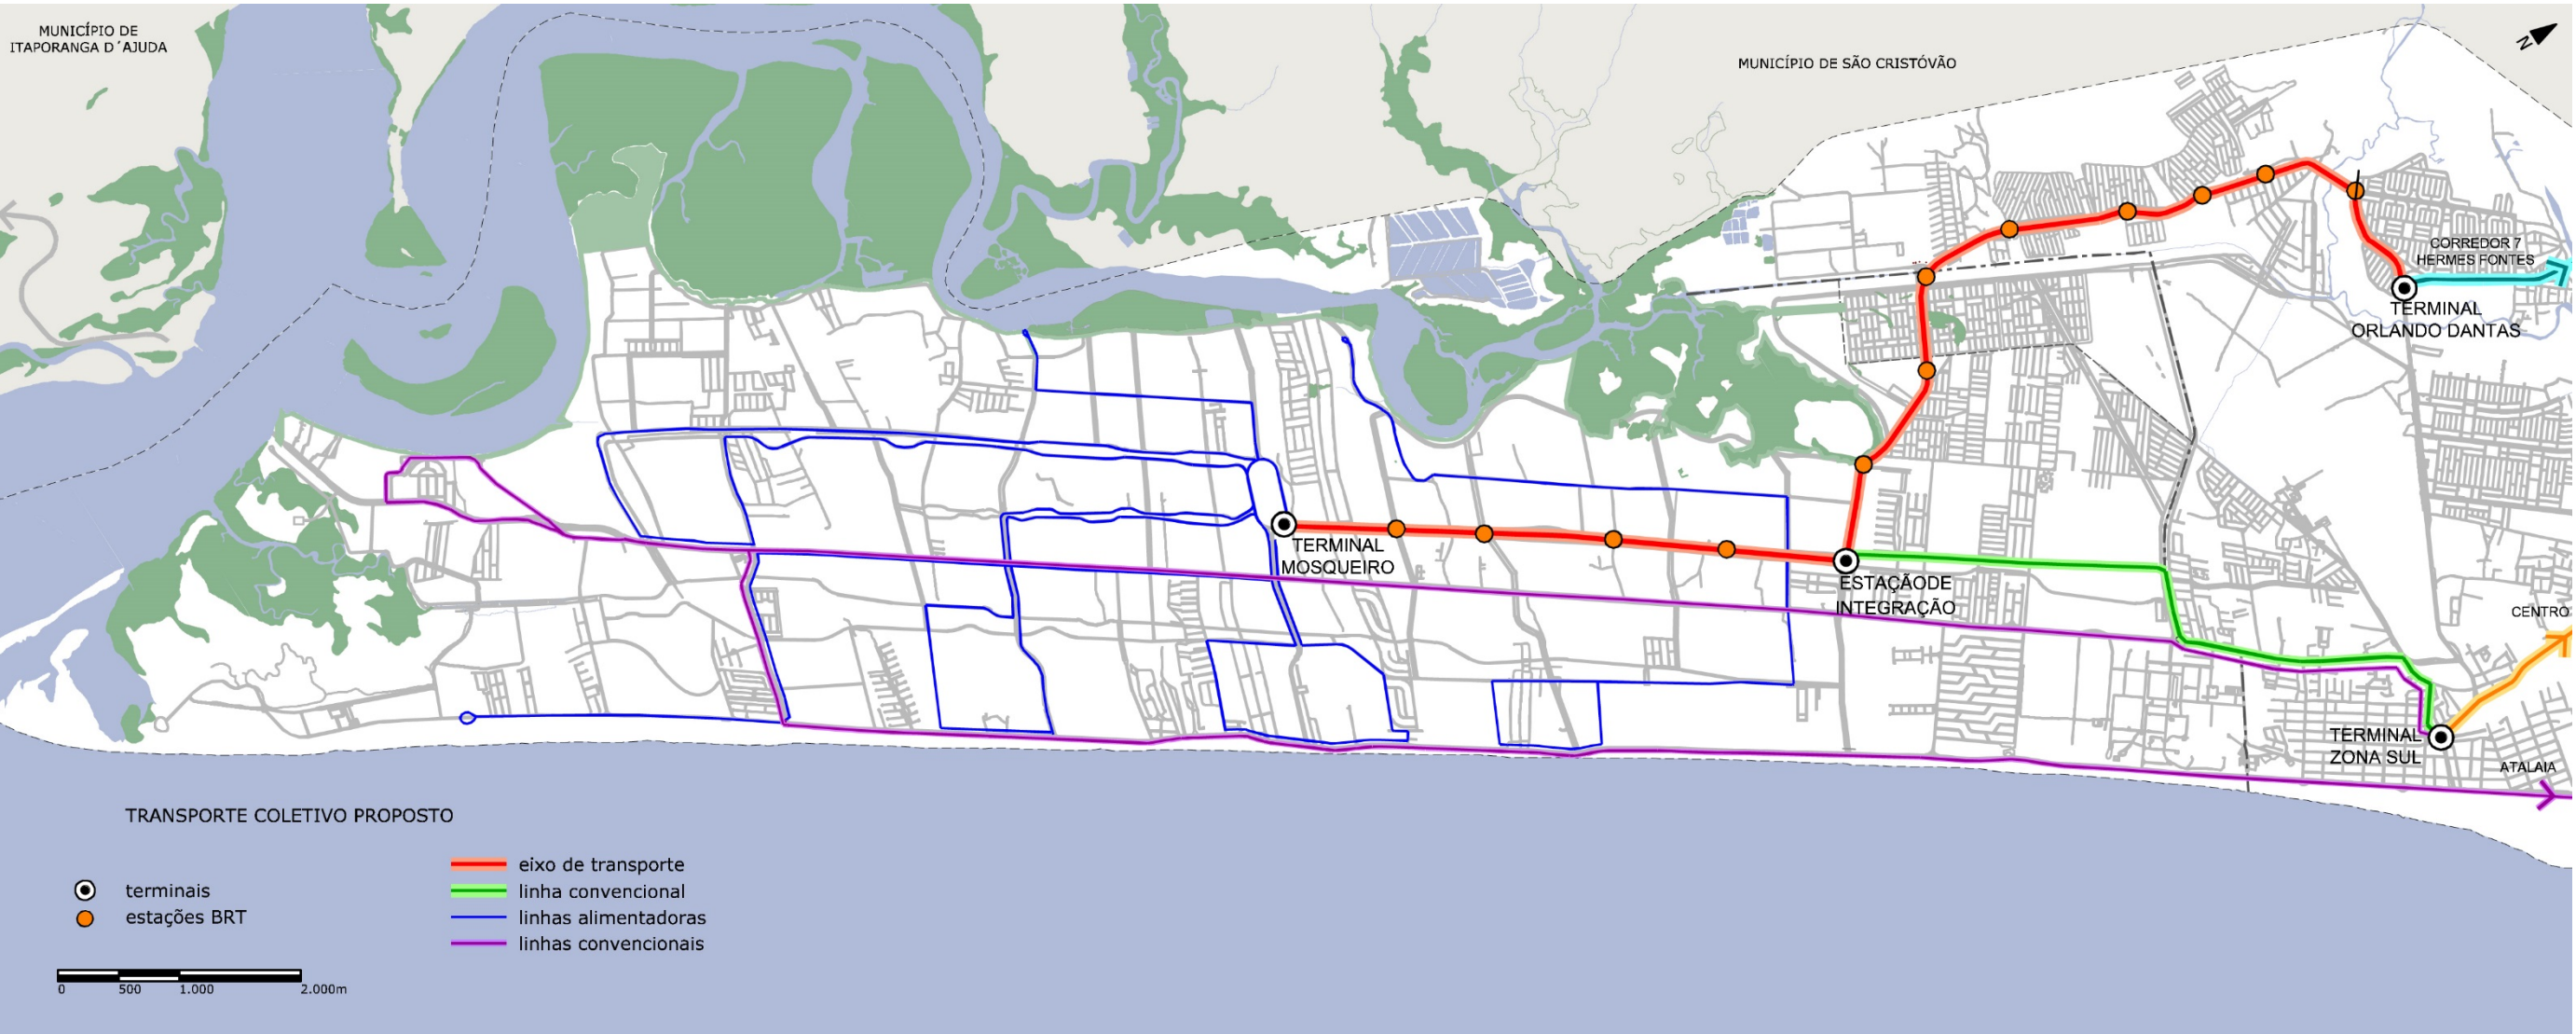 MUNICÍPIO DE
ITAPORANGA D´AJUDA
MUNICÍPIO DE SÃO CRISTÓVÃO
N
CORREDOR 7
HERMES FONTES
TERMINAL
ORLANDO DANTAS
TERMINAL
MOSQUEIRO
ESTAÇÃODE
INTEGRAÇÃO
CENTRO
TERMINAL
ZONA SUL
ATALAIA
TRANSPORTE COLETIVO PROPOSTO
terminais
estações BRT
eixo de transporte
linha convencional
linhas alimentadoras
linhas convencionais
0 500 1.000 2.000m